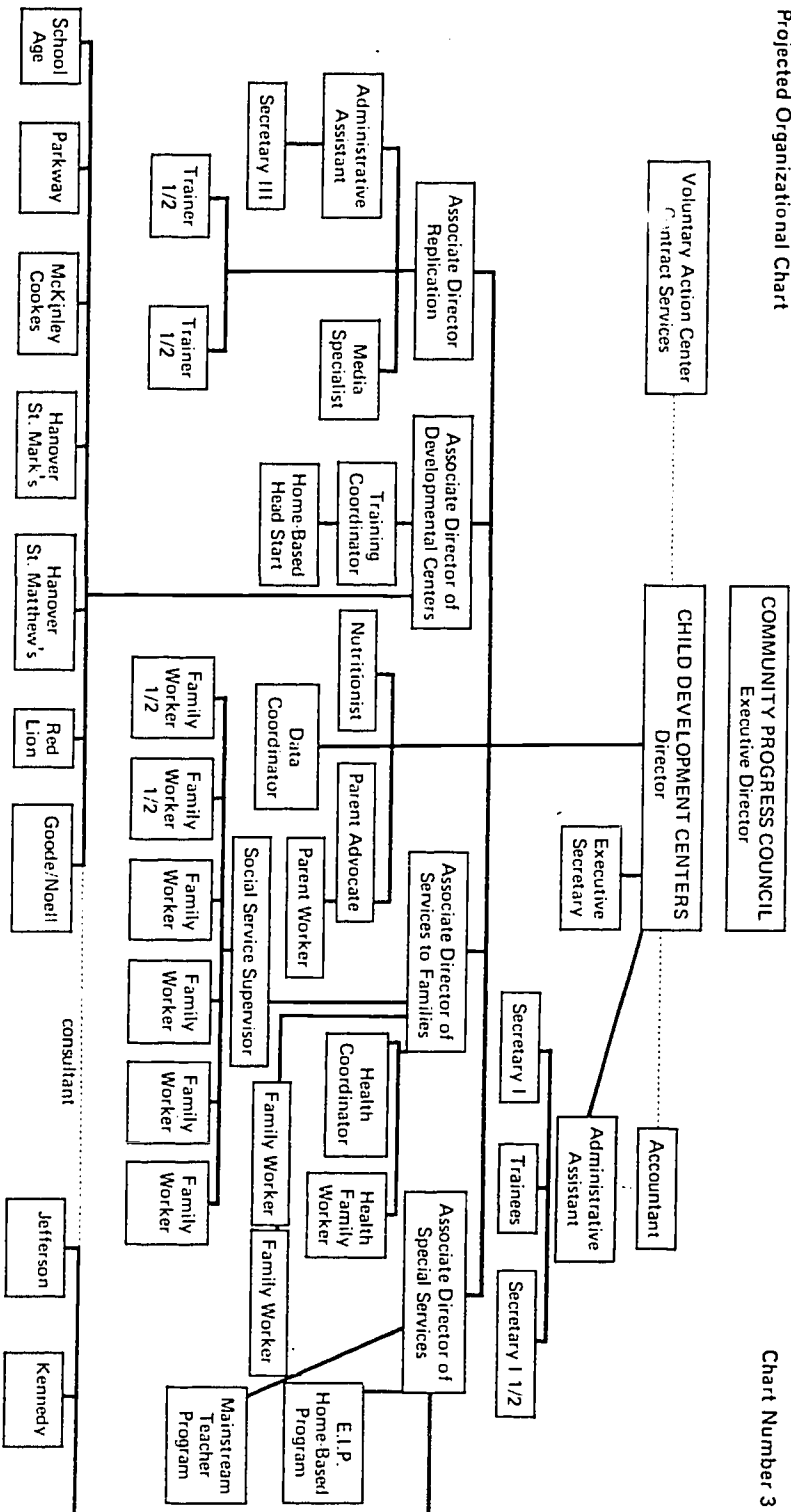 Projected Organizational Chart
Chart Number 3
COMMUNITY PROGRESS COUNCIL
Executive Director
Voluntary Action Center
Contract Services
CHILD DEVELOPMENT CENTERS
Director
Accountant
Executive
Secretary
Administrative
Assistant
Secretary I
Trainees
Secretary I 1/2
Associate Director
Replication
Associate Director of
Developmental Centers
Associate Director of
Services to Families
Associate Director of
Special Services
Administrative
Assistant
Secretary III
Media
Specialist
Trainer
1/2
Trainer
1/2
Training
Coordinator
Home-Based
Head Start
Nutritionist
Parent Advocate
Parent Worker
Data
Coordinator
Health
Coordinator
Health
Family
Worker
Family Worker
Family Worker
Social Service Supervisor
E.I.P.
Home-Based
Program
Mainstream
Teacher
Program
Family
Worker
1/2
Family
Worker
1/2
Family
Worker
Family
Worker
Family
Worker
Family
Worker
School
Age
Parkway
McKinley
Cookes
Hanover
St. Mark's
Hanover
St. Matthew's
Red
Lion
Goode/Noell
consultant
Jefferson
Kennedy